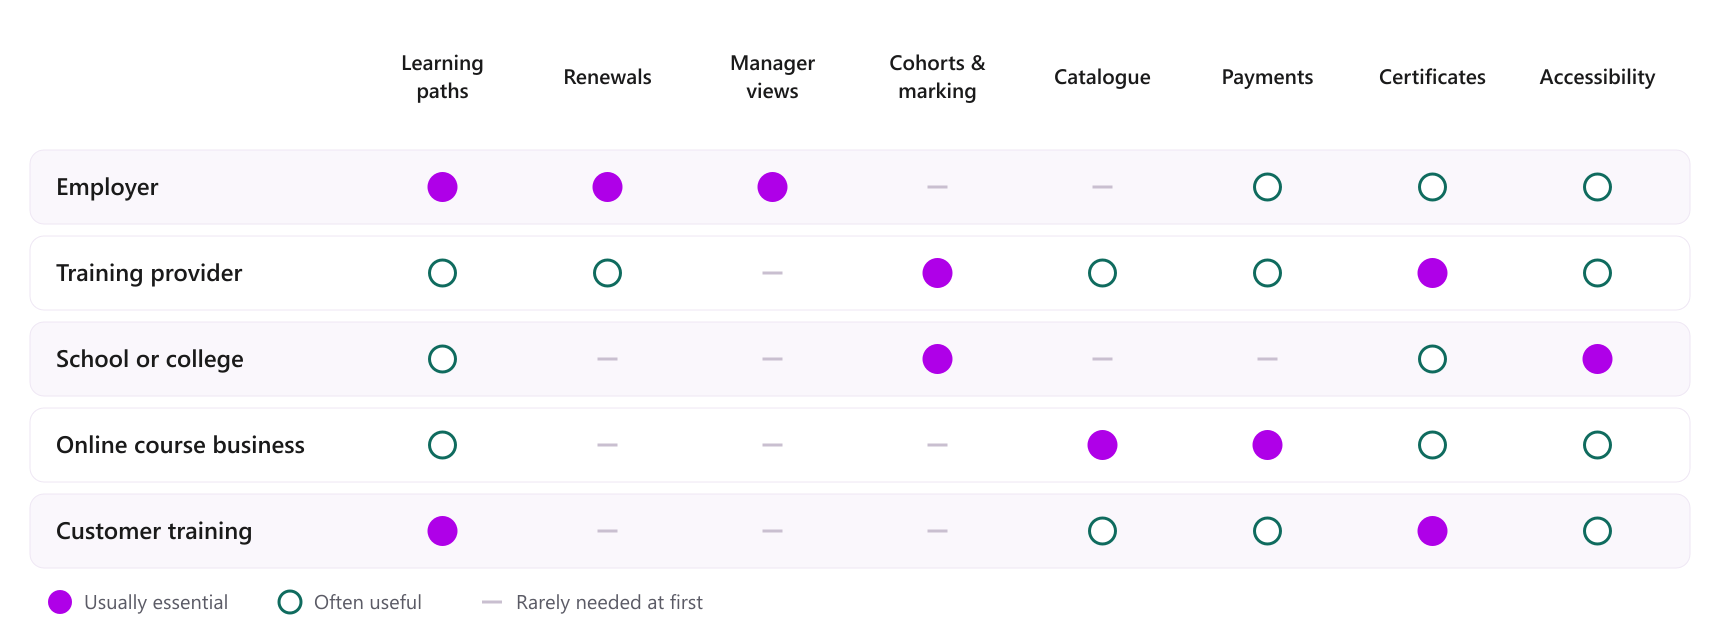 Learning
paths
Renewals
Manager
views
Cohorts &
marking
Catalogue
Payments
Certificates
Accessibility
Employer
Training provider
School or college
Online course business
Customer training
Usually essential
Often useful
Rarely needed at first